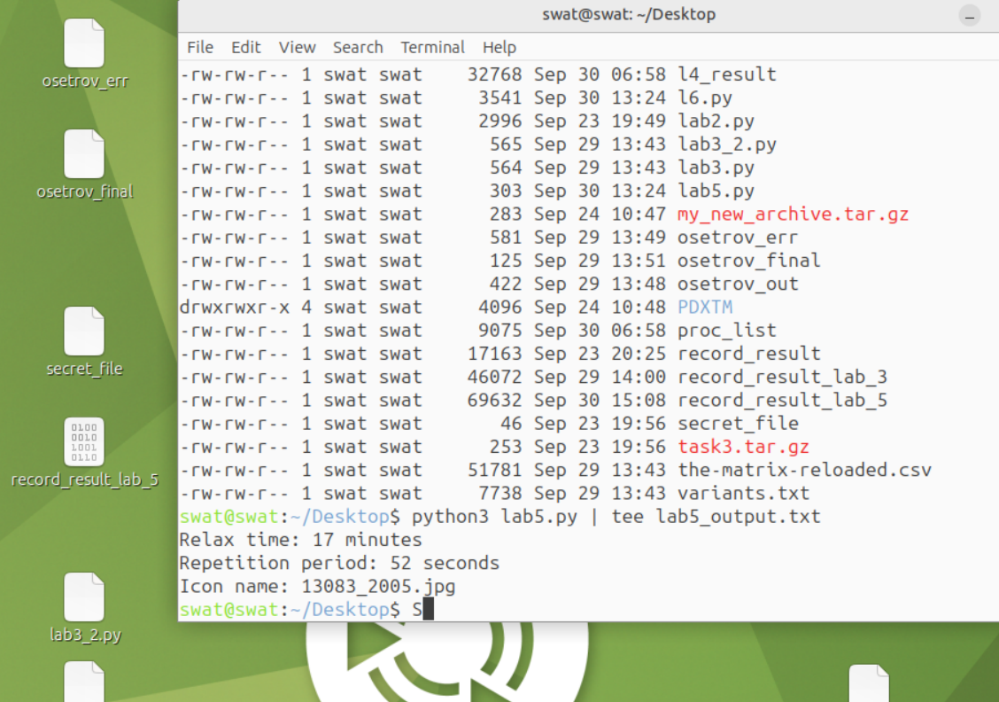 swat@swat: ~/Desktop
File Edit View Search Terminal Help
-rw-rw-r-- 1 swat swat 32768 Sep 30 06:58 l4_result
-rw-rw-r-- 1 swat swat 3541 Sep 30 13:24 l6.py
-rw-rw-r-- 1 swat swat 2996 Sep 23 19:49 lab2.py
-rw-rw-r-- 1 swat swat 565 Sep 29 13:43 lab3_2.py
-rw-rw-r-- 1 swat swat 564 Sep 29 13:43 lab3.py
-rw-rw-r-- 1 swat swat 303 Sep 30 13:24 lab5.py
-rw-rw-r-- 1 swat swat 283 Sep 24 10:47 my_new_archive.tar.gz
-rw-rw-r-- 1 swat swat 581 Sep 29 13:49 osetrov_err
-rw-rw-r-- 1 swat swat 125 Sep 29 13:51 osetrov_final
-rw-rw-r-- 1 swat swat 422 Sep 29 13:48 osetrov_out
drwxrwxr-x 4 swat swat 4096 Sep 24 10:48 PDXTM
-rw-rw-r-- 1 swat swat 9075 Sep 30 06:58 proc_list
-rw-rw-r-- 1 swat swat 17163 Sep 23 20:25 record_result
-rw-rw-r-- 1 swat swat 46072 Sep 29 14:00 record_result_lab_3
-rw-rw-r-- 1 swat swat 69632 Sep 30 15:08 record_result_lab_5
-rw-rw-r-- 1 swat swat 46 Sep 23 19:56 secret_file
-rw-rw-r-- 1 swat swat 253 Sep 23 19:56 task3.tar.gz
-rw-rw-r-- 1 swat swat 51781 Sep 29 13:43 the-matrix-reloaded.csv
-rw-rw-r-- 1 swat swat 7738 Sep 29 13:43 variants.txt
swat@swat:~/Desktop$ python3 lab5.py | tee lab5_output.txt
Relax time: 17 minutes
Repetition period: 52 seconds
Icon name: 13083_2005.jpg
swat@swat:~/Desktop$ S
osetrov_err
osetrov_final
secret_file
0100
0010
1001
0110
record_result_lab_5
lab3_2.py